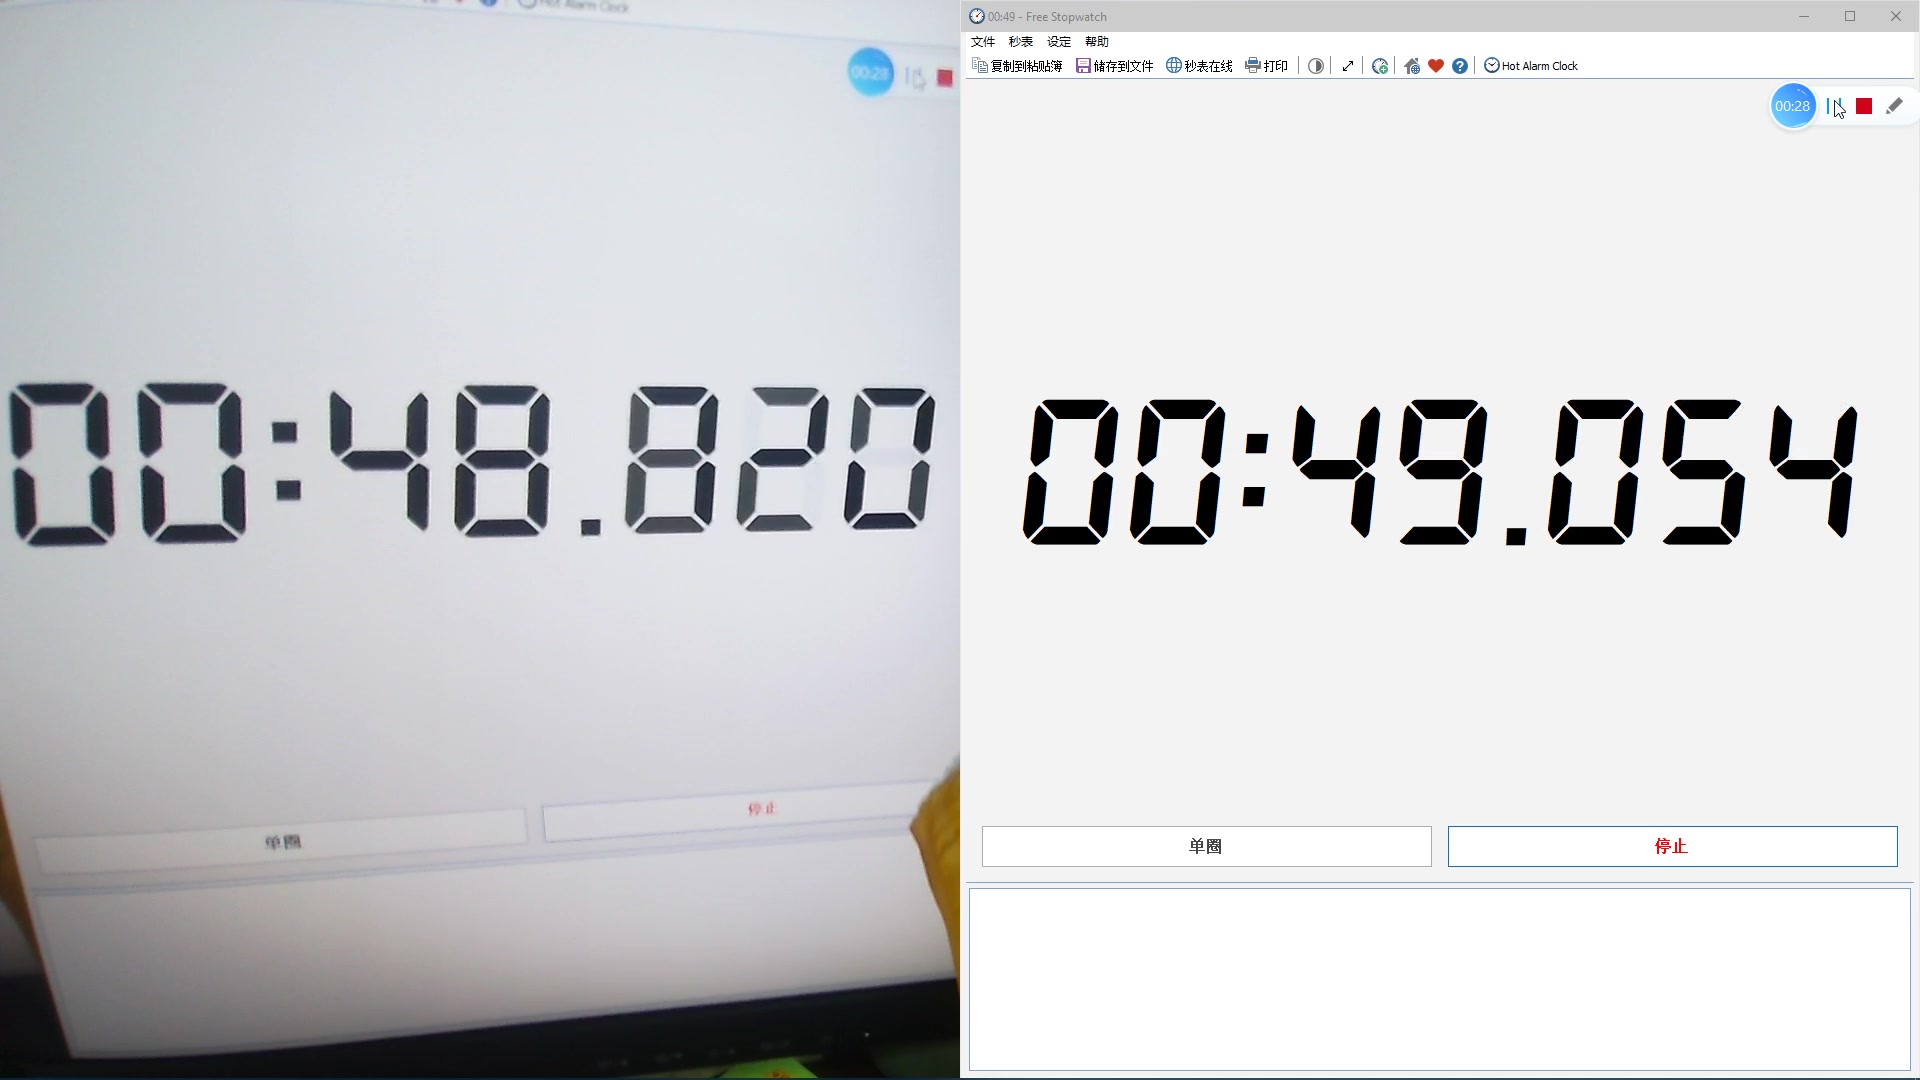 Hot Alarm Clock
00:28
00:48.820
单圈
停止
00:49 - Free Stopwatch
文件 秒表 设定 帮助
复制到粘贴簿 储存到文件 秒表在线 打印 Hot Alarm Clock
00:28
00:49.054
单圈
停止